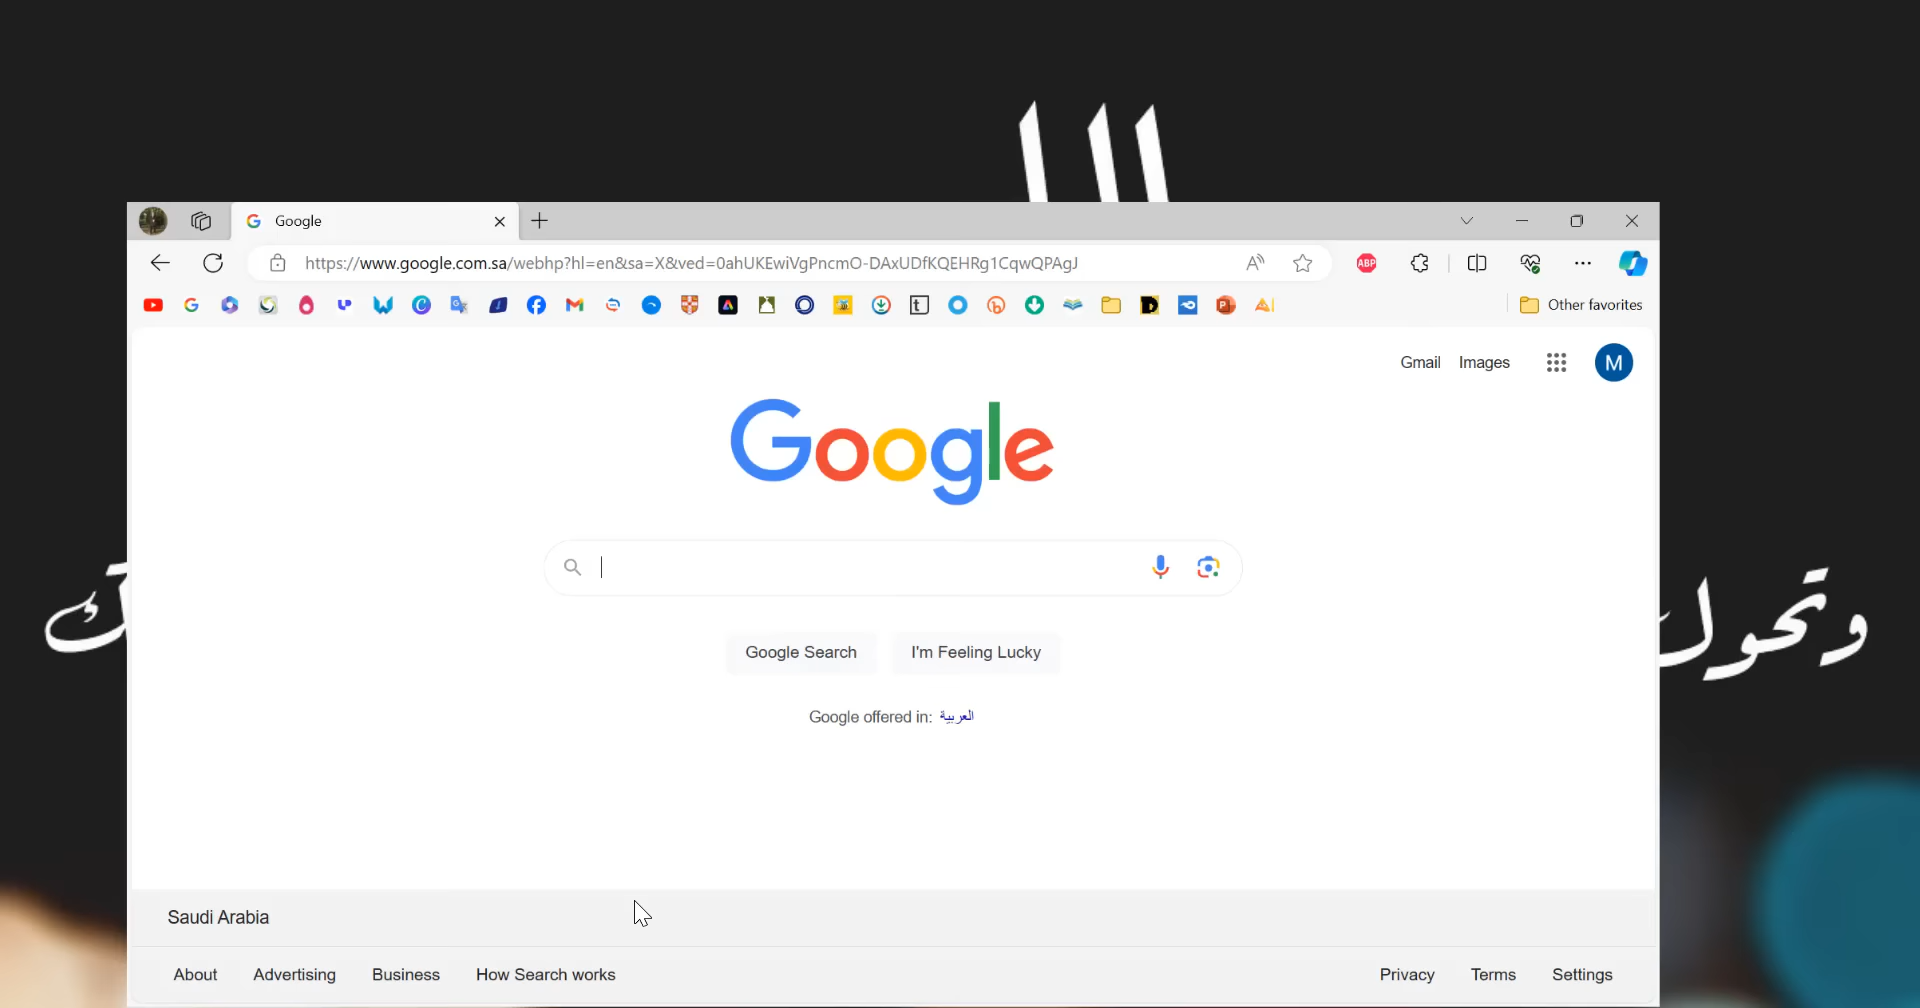 Google
https://www.google.com.sa/webhp?hl=en&sa=X&ved=0ahUKEwiVgPncmO-DAxUDfKQEHRg1CqwQPAgJ
ABP
Other favorites
Gmail Images M
Google
Google Search I'm Feeling Lucky
Google offered in: العربية
Saudi Arabia
About Advertising Business How Search works Privacy Terms Settings